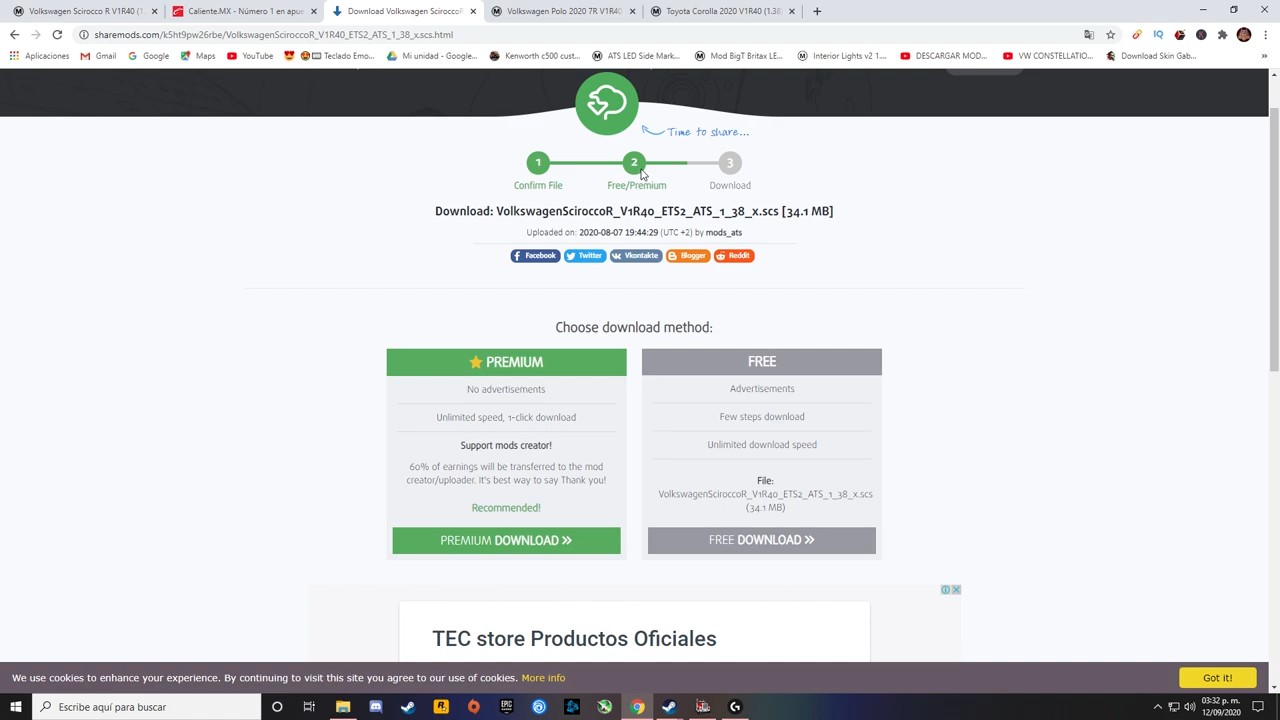 Volkswagen Scirocco R V1R40 (1.
Caliente.MX - Número 1 en apue
Download Volkswagen SciroccoR_
Volkswagen Polo 2020 7R V1R40
Toyota Corolla 2020 V1R40 (1.38)
sharemods.com/k5ht9pw26rbe/VolkswagenSciroccoR_V1R40_ETS2_ATS_1_38_x.scs.html
Aplicaciones
Gmail
Google
Maps
YouTube
Teclado Emo...
Mi unidad - Google...
Kenworth c500 cust...
ATS LED Side Mark...
Mod BigT Britax LE...
Interior Lights v2 1....
DESCARGAR MOD...
VW CONSTELLATIO...
Download Skin Gab...
Time to share...
1
2
3
Confirm File
Free/Premium
Download
Download: VolkswagenSciroccoR_V1R40_ETS2_ATS_1_38_x.scs [34.1 MB]
Uploaded on: 2020-08-07 19:44:29 (UTC +2) by mods_ats
Facebook
Twitter
Vkontakte
Blogger
Reddit
Choose download method:
PREMIUM
No advertisements
Unlimited speed, 1-click download
Support mods creator!
60% of earnings will be transferred to the mod
creator/uploader. It's best way to say Thank you!
Recommended!
PREMIUM DOWNLOAD »
FREE
Advertisements
Few steps download
Unlimited download speed
File:
VolkswagenSciroccoR_V1R40_ETS2_ATS_1_38_x.scs
(34.1 MB)
FREE DOWNLOAD »
TEC store Productos Oficiales
We use cookies to enhance your experience. By continuing to visit this site you agree to our use of cookies. More info
Got it!
Escribe aquí para buscar
03:32 p. m.
12/09/2020